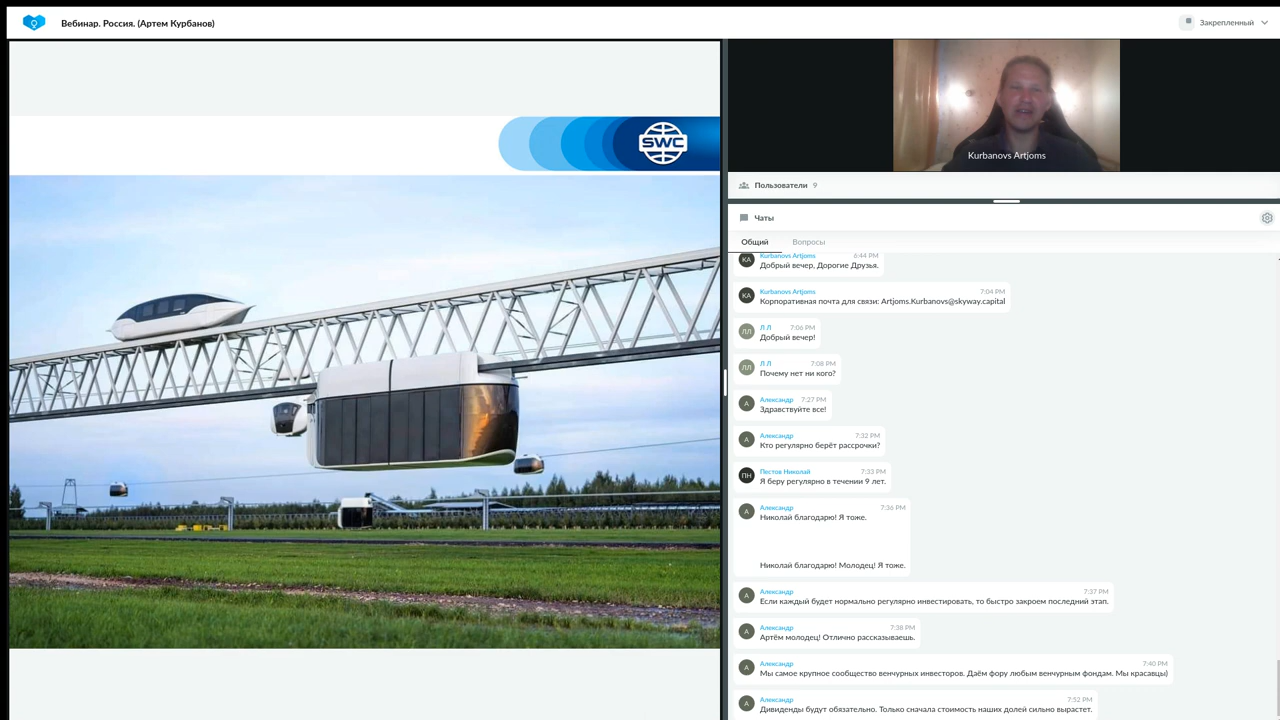 Вебинар. Россия. (Артем Курбанов)
Закрепленный
SWC
Kurbanovs Artjoms
Пользователи 9
Чаты
Общий Вопросы
KA Kurbanovs Artjoms 6:44 PM
Добрый вечер, Дорогие Друзья.
KA Kurbanovs Artjoms 7:04 PM
Корпоративная почта для связи: Artjoms.Kurbanovs@skyway.capital
ЛЛ Л Л 7:06 PM
Добрый вечер!
ЛЛ Л Л 7:08 PM
Почему нет ни кого?
А Александр 7:27 PM
Здравствуйте все!
А Александр 7:32 PM
Кто регулярно берёт рассрочки?
ПН Пестов Николай 7:33 PM
Я беру регулярно в течении 9 лет.
А Александр 7:36 PM
Николай благодарю! Я тоже.
Николай благодарю! Молодец! Я тоже.
А Александр 7:37 PM
Если каждый будет нормально регулярно инвестировать, то быстро закроем последний этап.
А Александр 7:38 PM
Артём молодец! Отлично рассказываешь.
А Александр 7:40 PM
Мы самое крупное сообщество венчурных инвесторов. Даём фору любым венчурным фондам. Мы красавцы)
А Александр 7:52 PM
Дивиденды будут обязательно. Только сначала стоимость наших долей сильно вырастет.